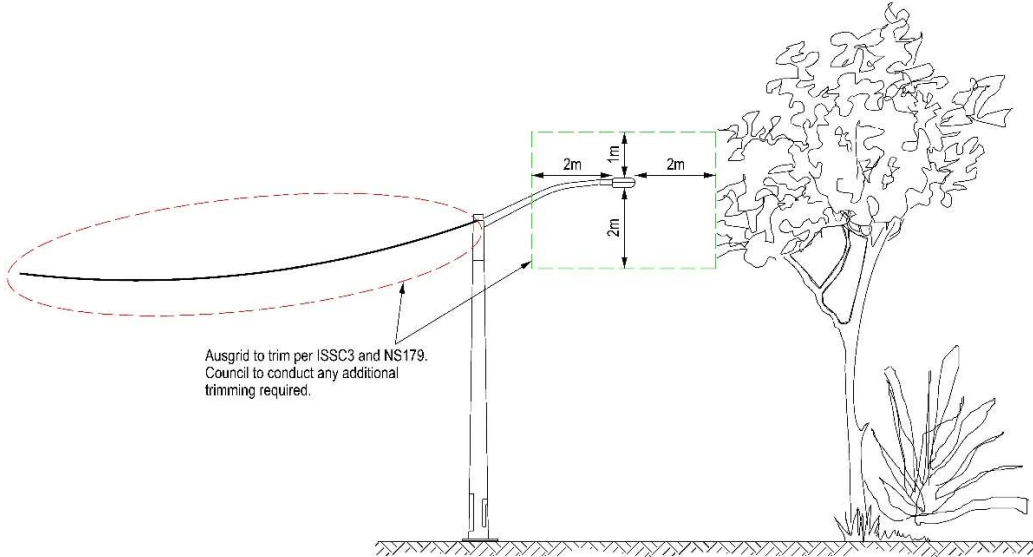 1m
2m
2m
2m
Ausgrid to trim per ISSC3 and NS179.
Council to conduct any additional
trimming required.